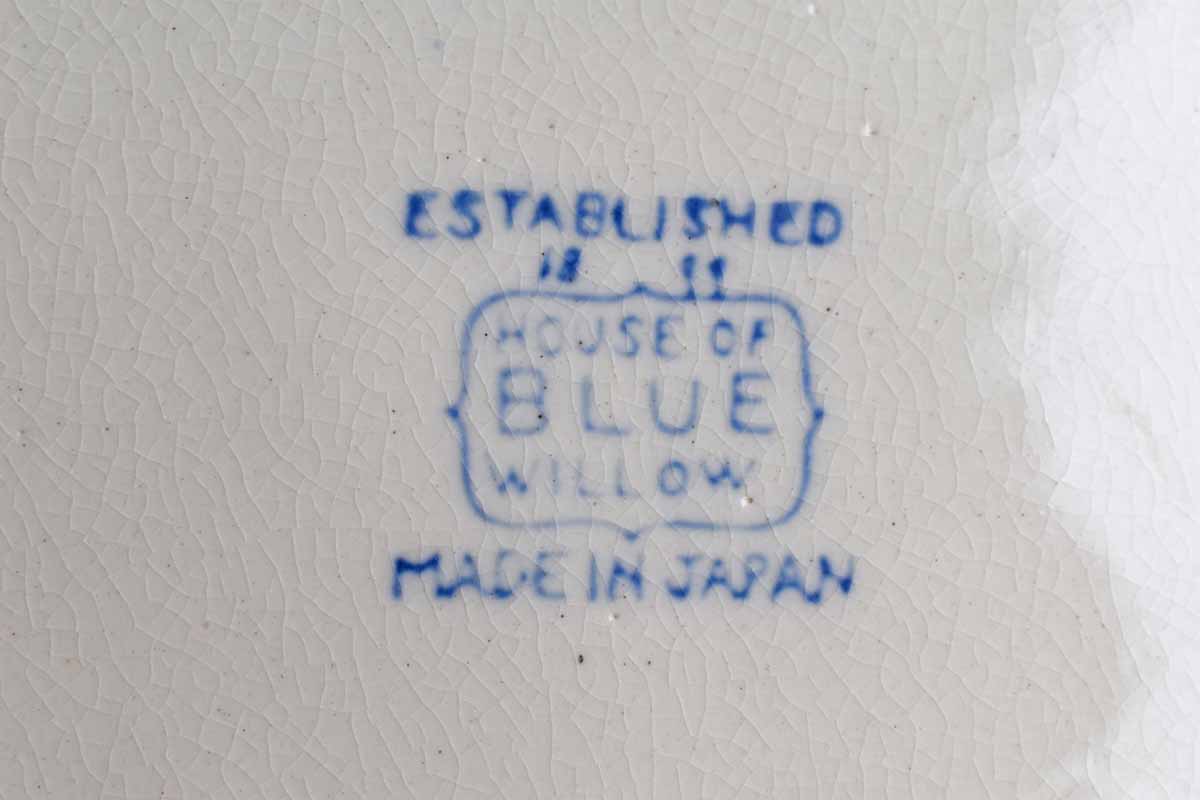 ESTABLISHED
18
HOUSE OF
BLUE
WILLOW
MADE IN JAPAN